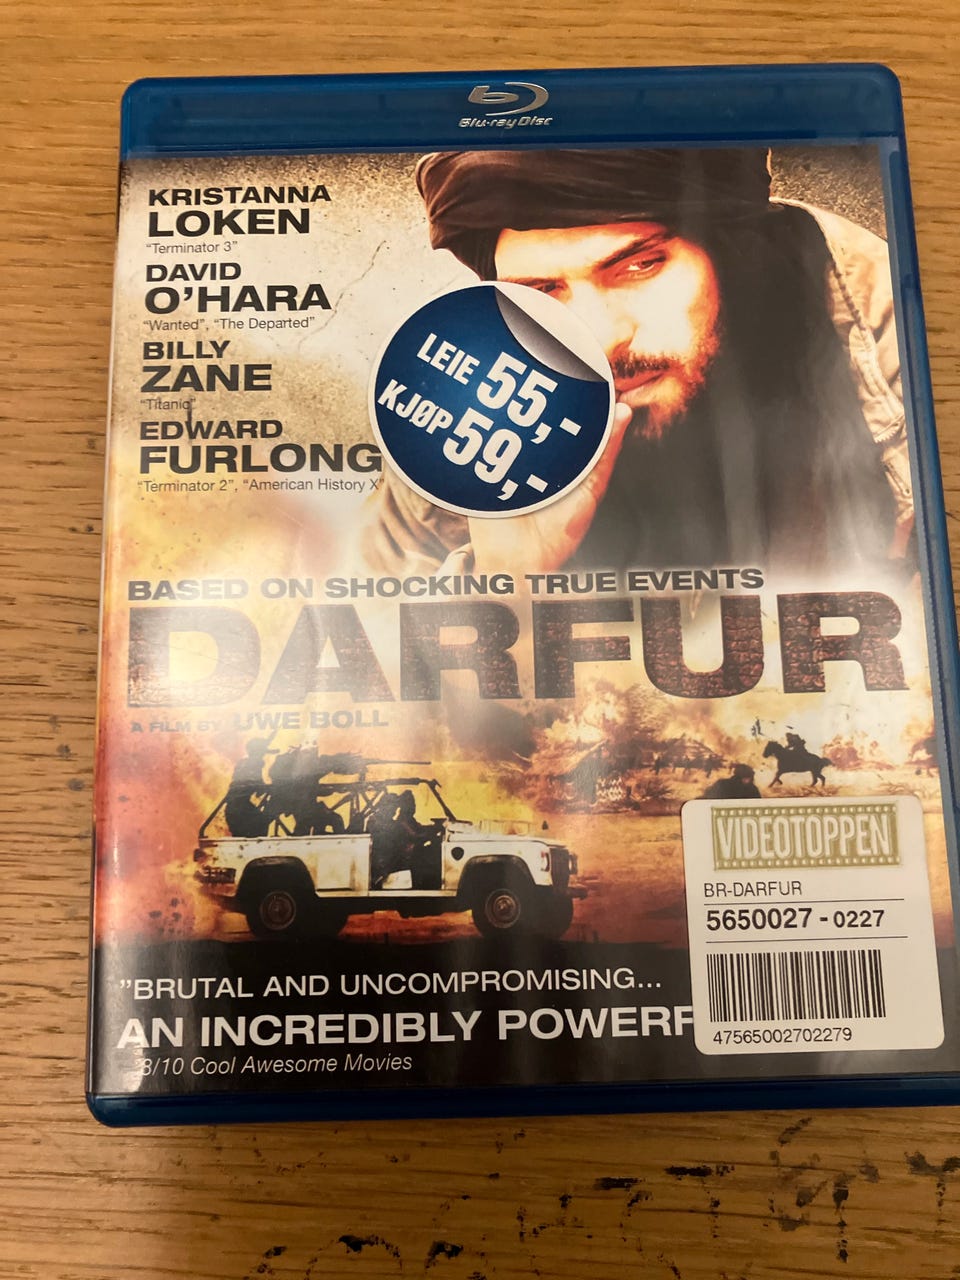 Blu-ray Disc
KRISTANNA
LOKEN
"Terminator 3"
DAVID
O'HARA
"Wanted", "The Departed"
BILLY
ZANE
"Titanic"
EDWARD
FURLONG
"Terminator 2", "American History X"
LEIE 55,-
KJØP 59,-
BASED ON SHOCKING TRUE EVENTS
DARFUR
A FILM BY UWE BOLL
VIDEOTOPPEN
BR-DARFUR
5650027 - 0227
47565002702279
"BRUTAL AND UNCOMPROMISING...
AN INCREDIBLY POWERF
8/10 Cool Awesome Movies